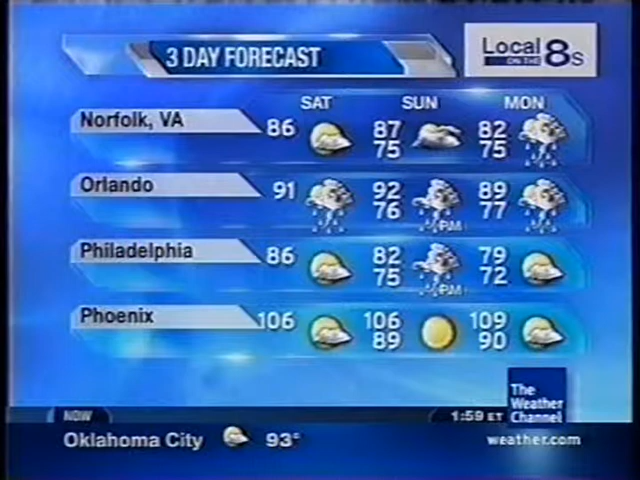 3 DAY FORECAST
Local
ON THE 8s
SAT SUN MON
Norfolk, VA 86 87 75 82 75
Orlando 91 92 76 PM 89 77
Philadelphia 86 82 75 PM 79 72
Phoenix 106 106 89 109 90
The
Weather
Channel
NOW 1:59 ET
Oklahoma City 93° weather.com